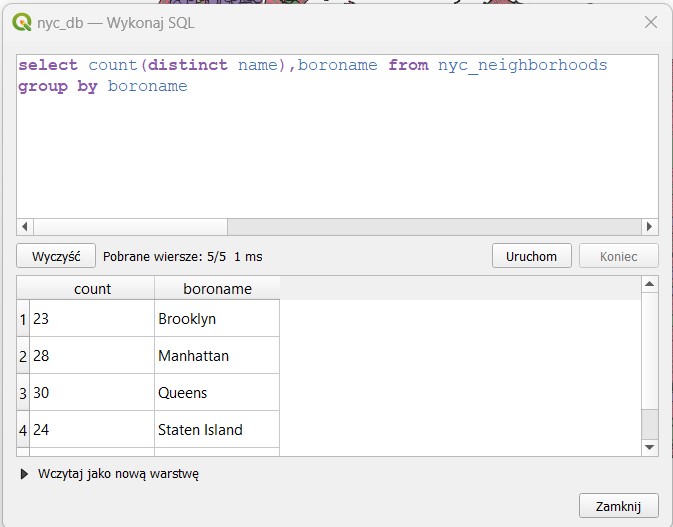 nyc_db — Wykonaj SQL
select count(distinct name),boroname from nyc_neighborhoods
group by boroname
Wyczyść Pobrane wiersze: 5/5 1 ms Uruchom Koniec
count boroname
1 23 Brooklyn
2 28 Manhattan
3 30 Queens
4 24 Staten Island
Wczytaj jako nową warstwę
Zamknij